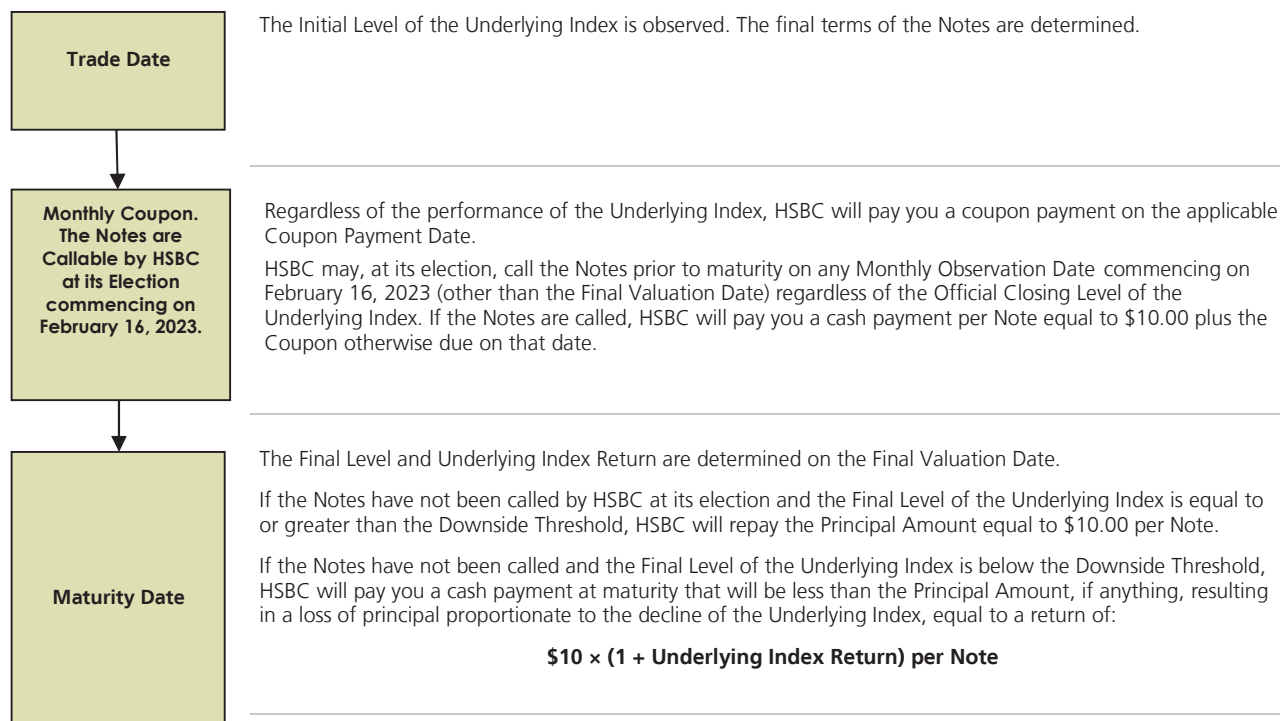 Trade Date
The Initial Level of the Underlying Index is observed. The final terms of the Notes are determined.
Monthly Coupon.
The Notes are
Callable by HSBC
at its Election
commencing on
February 16, 2023.
Regardless of the performance of the Underlying Index, HSBC will pay you a coupon payment on the applicable
Coupon Payment Date.
HSBC may, at its election, call the Notes prior to maturity on any Monthly Observation Date commencing on
February 16, 2023 (other than the Final Valuation Date) regardless of the Official Closing Level of the
Underlying Index. If the Notes are called, HSBC will pay you a cash payment per Note equal to $10.00 plus the
Coupon otherwise due on that date.
Maturity Date
The Final Level and Underlying Index Return are determined on the Final Valuation Date.
If the Notes have not been called by HSBC at its election and the Final Level of the Underlying Index is equal to
or greater than the Downside Threshold, HSBC will repay the Principal Amount equal to $10.00 per Note.
If the Notes have not been called and the Final Level of the Underlying Index is below the Downside Threshold,
HSBC will pay you a cash payment at maturity that will be less than the Principal Amount, if anything, resulting
in a loss of principal proportionate to the decline of the Underlying Index, equal to a return of:
$10 × (1 + Underlying Index Return) per Note